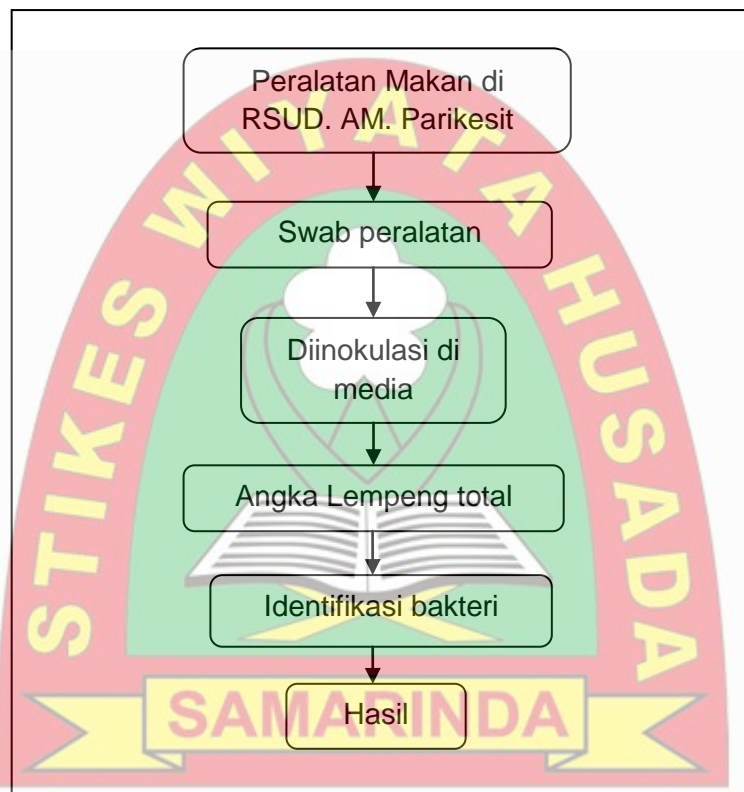 Peralatan Makan di
RSUD. AM. Parikesit
Swab peralatan
Diinokulasi di
media
Angka Lempeng total
Identifikasi bakteri
Hasil
STIKES WIYATA HUSADA
SAMARINDA